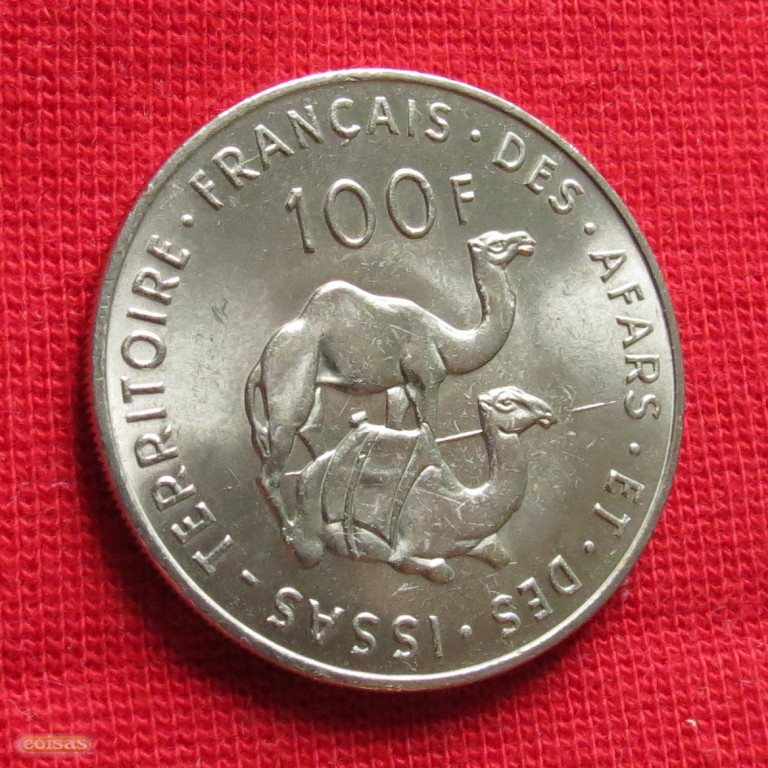 TERRITOIRE · FRANÇAIS · DES · AFARS · ET · DES · ISSAS -
100F
coisas